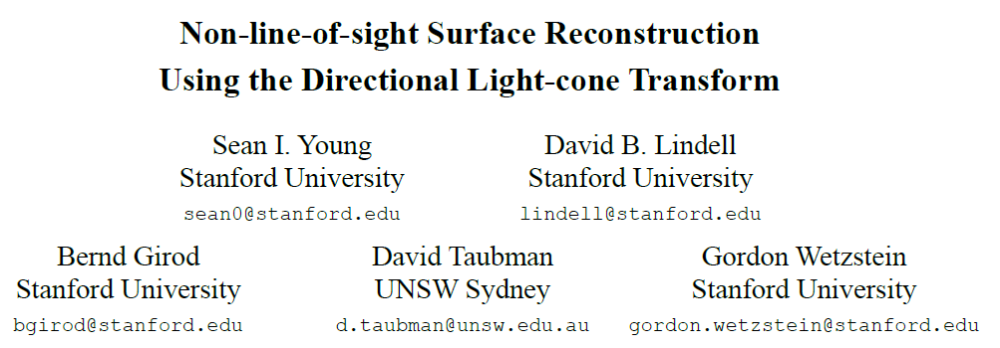 Non-line-of-sight Surface Reconstruction
Using the Directional Light-cone Transform
Sean I. Young
Stanford University
sean0@stanford.edu
David B. Lindell
Stanford University
lindell@stanford.edu
Bernd Girod
Stanford University
bgirod@stanford.edu
David Taubman
UNSW Sydney
d.taubman@unsw.edu.au
Gordon Wetzstein
Stanford University
gordon.wetzstein@stanford.edu